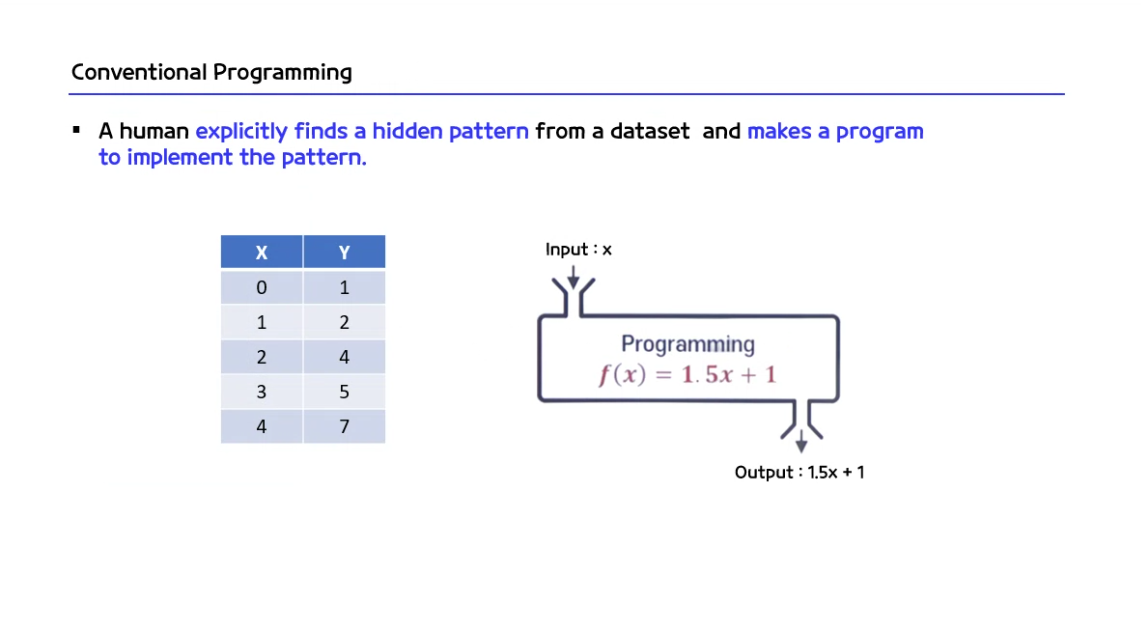 Conventional Programming
▪ A human explicitly finds a hidden pattern from a dataset and makes a program
to implement the pattern.
X Y
0 1
1 2
2 4
3 5
4 7
Input : x
Programming
f(x) = 1.5x + 1
Output : 1.5x + 1